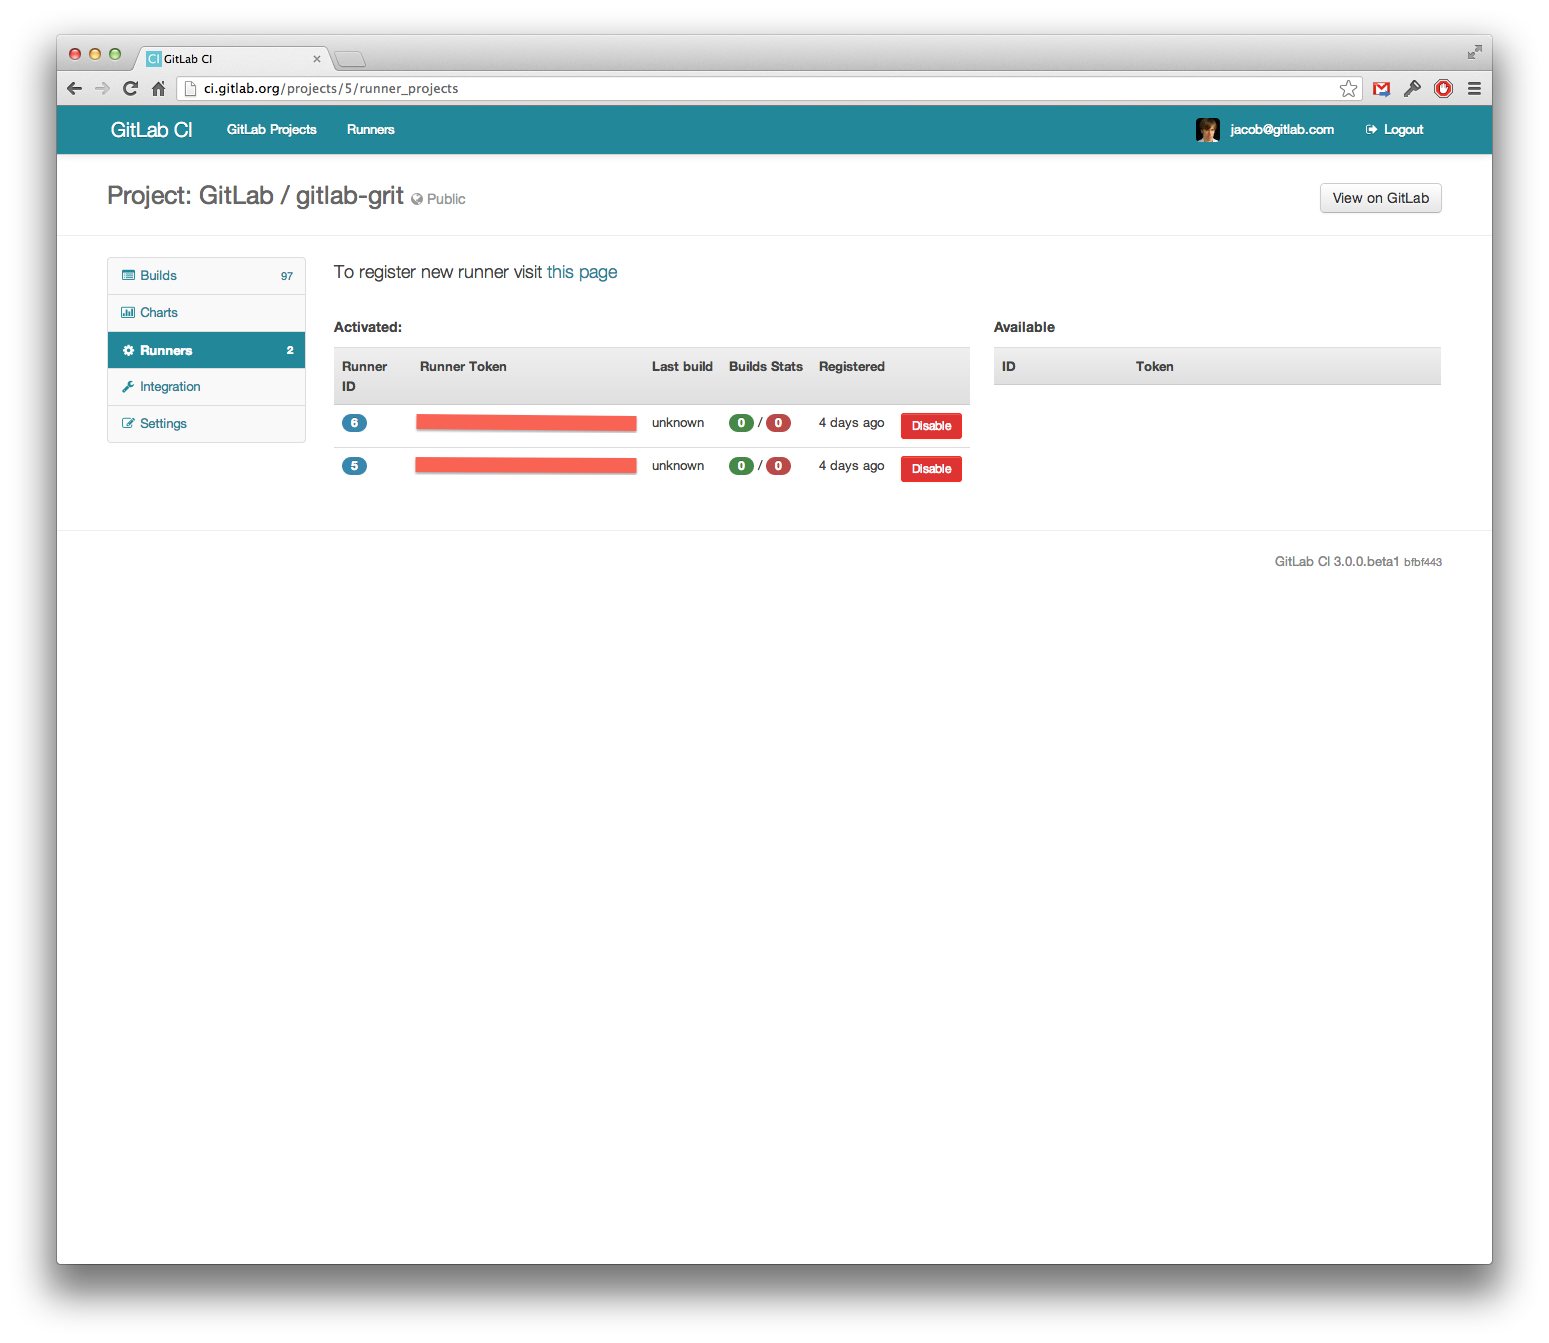 CI GitLab CI
ci.gitlab.org/projects/5/runner_projects
GitLab CI GitLab Projects Runners jacob@gitlab.com Logout
Project: GitLab / gitlab-grit Public
View on GitLab
Builds 97
Charts
Runners 2
Integration
Settings
To register new runner visit this page
Activated:
Runner ID Runner Token Last build Builds Stats Registered
6 unknown 0 / 0 4 days ago Disable
5 unknown 0 / 0 4 days ago Disable
Available
ID Token
GitLab CI 3.0.0.beta1 bfbf443